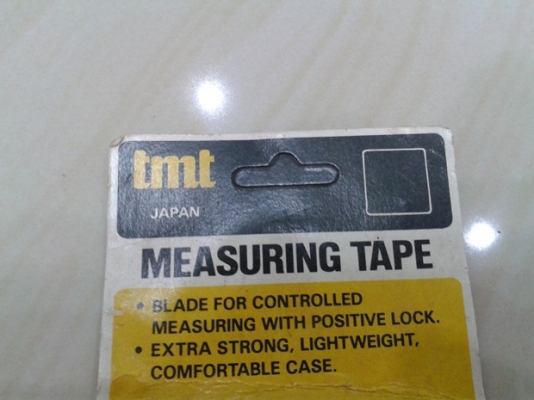 tmt
JAPAN
MEASURING TAPE
• BLADE FOR CONTROLLED
MEASURING WITH POSITIVE LOCK.
• EXTRA STRONG, LIGHTWEIGHT,
COMFORTABLE CASE.